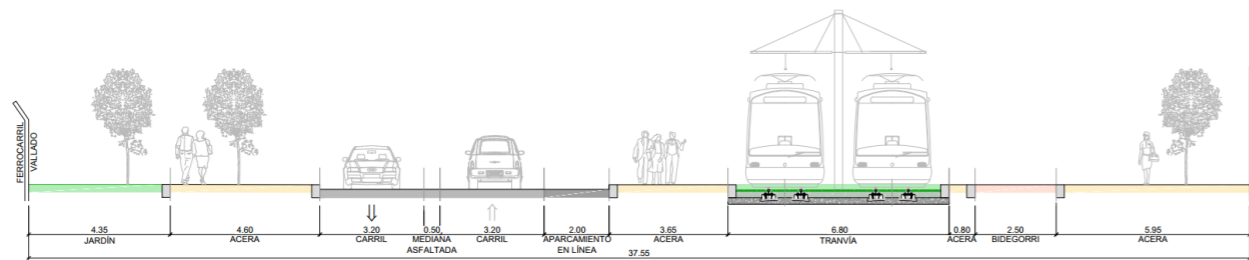 FERROCARRIL
VALLADO
4.35
JARDÍN
4.60
ACERA
3.20
CARRIL
0.50
MEDIANA
ASFALTADA
3.20
CARRIL
2.00
APARCAMIENTO
EN LÍNEA
3.65
ACERA
6.80
TRANVÍA
0.80
ACERA
2.50
BIDEGORRI
5.95
ACERA
37.55